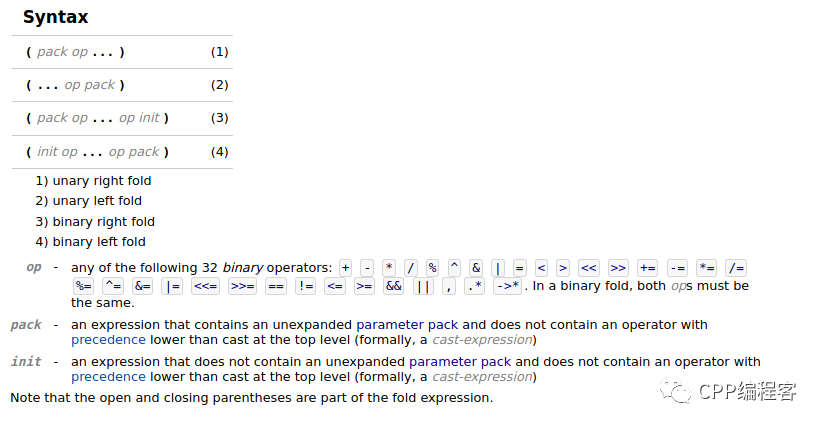 Syntax
( pack op ... ) (1)
( ... op pack ) (2)
( pack op ... op init ) (3)
( init op ... op pack ) (4)
1) unary right fold
2) unary left fold
3) binary right fold
4) binary left fold
op - any of the following 32 binary operators: + - * / % ^ & | = < > << >> += -= *= /=
%= ^= &= |= <<= >>= == != <= >= && || , .* ->*. In a binary fold, both ops must be
the same.
pack - an expression that contains an unexpanded parameter pack and does not contain an operator with
precedence lower than cast at the top level (formally, a cast-expression)
init - an expression that does not contain an unexpanded parameter pack and does not contain an operator with
precedence lower than cast at the top level (formally, a cast-expression)
Note that the open and closing parentheses are part of the fold expression.
CPP编程客